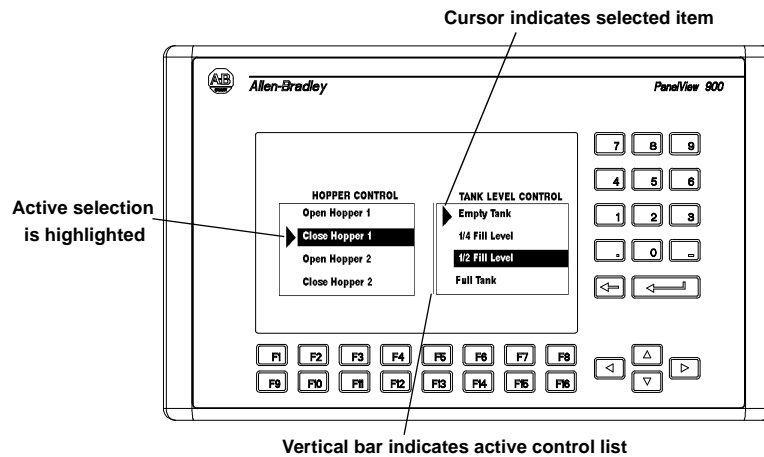 Cursor indicates selected item
AB
Allen-Bradley
PanelView 900
7 8 9
4 5 6
1 2 3
. 0 -
HOPPER CONTROL
Open Hopper 1
Close Hopper 1
Open Hopper 2
Close Hopper 2
TANK LEVEL CONTROL
Empty Tank
1/4 Fill Level
1/2 Fill Level
Full Tank
Active selection
is highlighted
F1 F2 F3 F4 F5 F6 F7 F8
F9 F10 F11 F12 F13 F14 F15 F16
Vertical bar indicates active control list